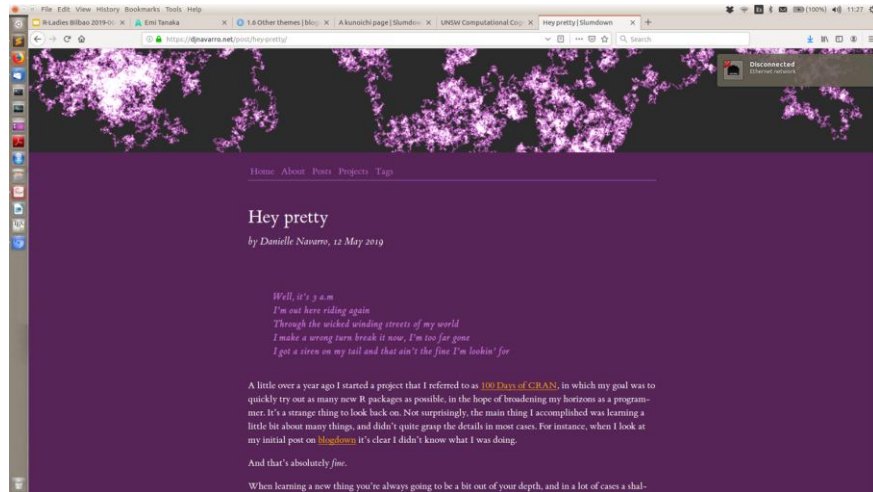 File Edit View History Bookmarks Tools Help
(100%) 11:27
R-Ladies Bilbao 2019-0
Emi Tanaka
1.6 Other themes | blog
A kunoichi page | Slumdow
UNSW Computational Cog
Hey pretty | Slumdown
https://djnavarro.net/post/hey-pretty/
Search
Disconnected
Ethernet network
Home About Posts Projects Tags
Hey pretty
by Danielle Navarro, 12 May 2019
Well, it's 3 a.m
I'm out here riding again
Through the wicked winding streets of my world
I make a wrong turn break it now, I'm too far gone
I got a siren on my tail and that ain't the fine I'm lookin' for
A little over a year ago I started a project that I referred to as 100 Days of CRAN, in which my goal was to
quickly try out as many new R packages as possible, in the hope of broadening my horizons as a program-
mer. It's a strange thing to look back on. Not surprisingly, the main thing I accomplished was learning a
little bit about many things, and didn't quite grasp the details in most cases. For instance, when I look at
my initial post on blogdown it's clear I didn't know what I was doing.
And that's absolutely fine.
When learning a new thing you're always going to be a bit out of your depth, and in a lot of cases a shal-